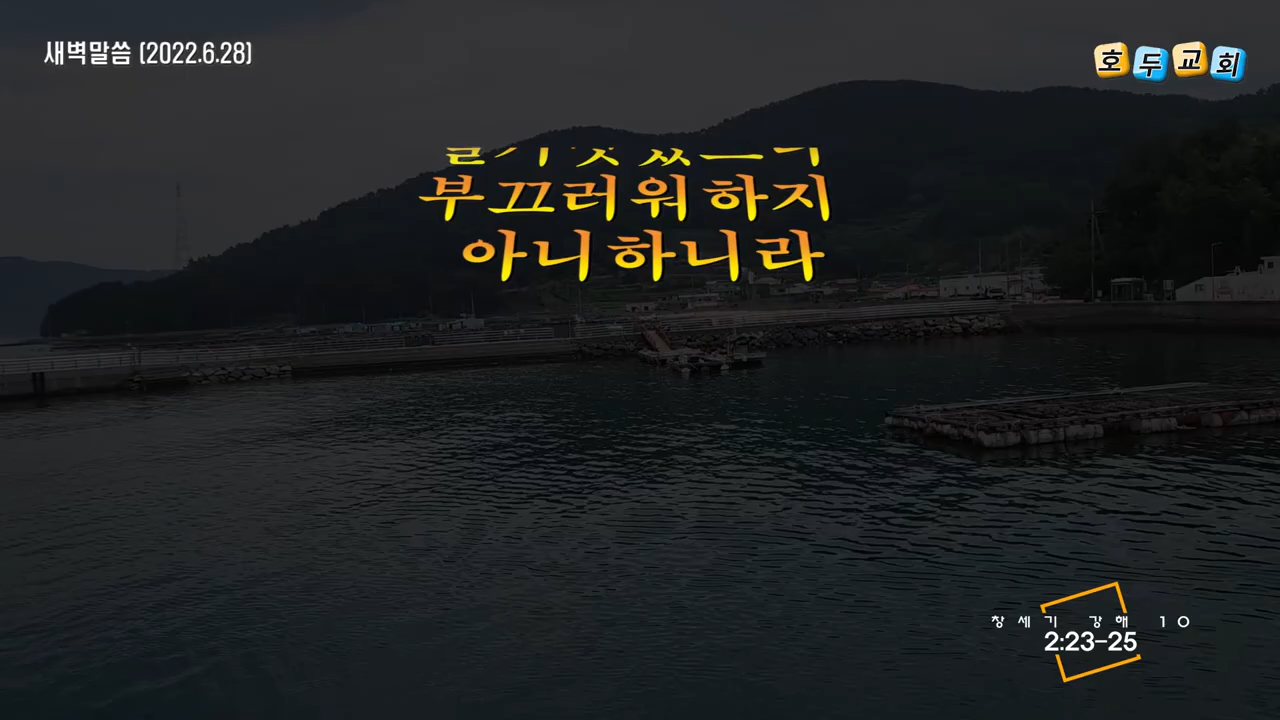 새벽말씀 (2022.6.28)
호두교회
부끄러워하지
아니하니라
창세기 강해 10
2:23-25